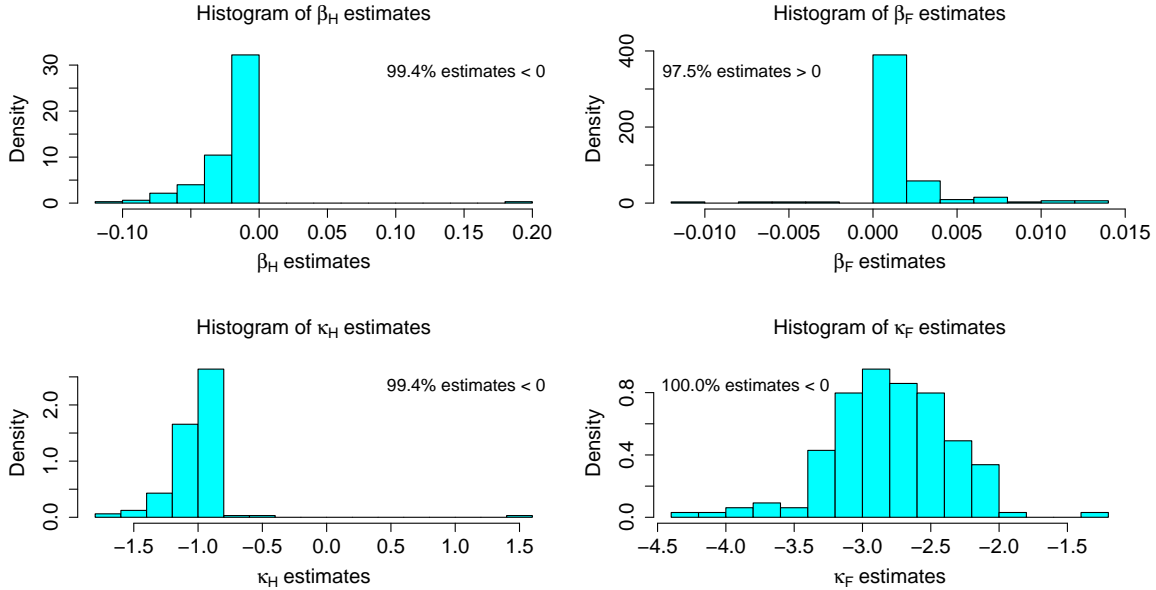 Histogram of βH estimates
99.4% estimates < 0
Density
0 10 20 30
−0.10 −0.05 0.00 0.05 0.10 0.15 0.20
βH estimates
Histogram of βF estimates
97.5% estimates > 0
Density
0 200 400
−0.010 −0.005 0.000 0.005 0.010 0.015
βF estimates
Histogram of κH estimates
99.4% estimates < 0
Density
0.0 1.0 2.0
−1.5 −1.0 −0.5 0.0 0.5 1.0 1.5
κH estimates
Histogram of κF estimates
100.0% estimates < 0
Density
0.0 0.4 0.8
−4.5 −4.0 −3.5 −3.0 −2.5 −2.0 −1.5
κF estimates